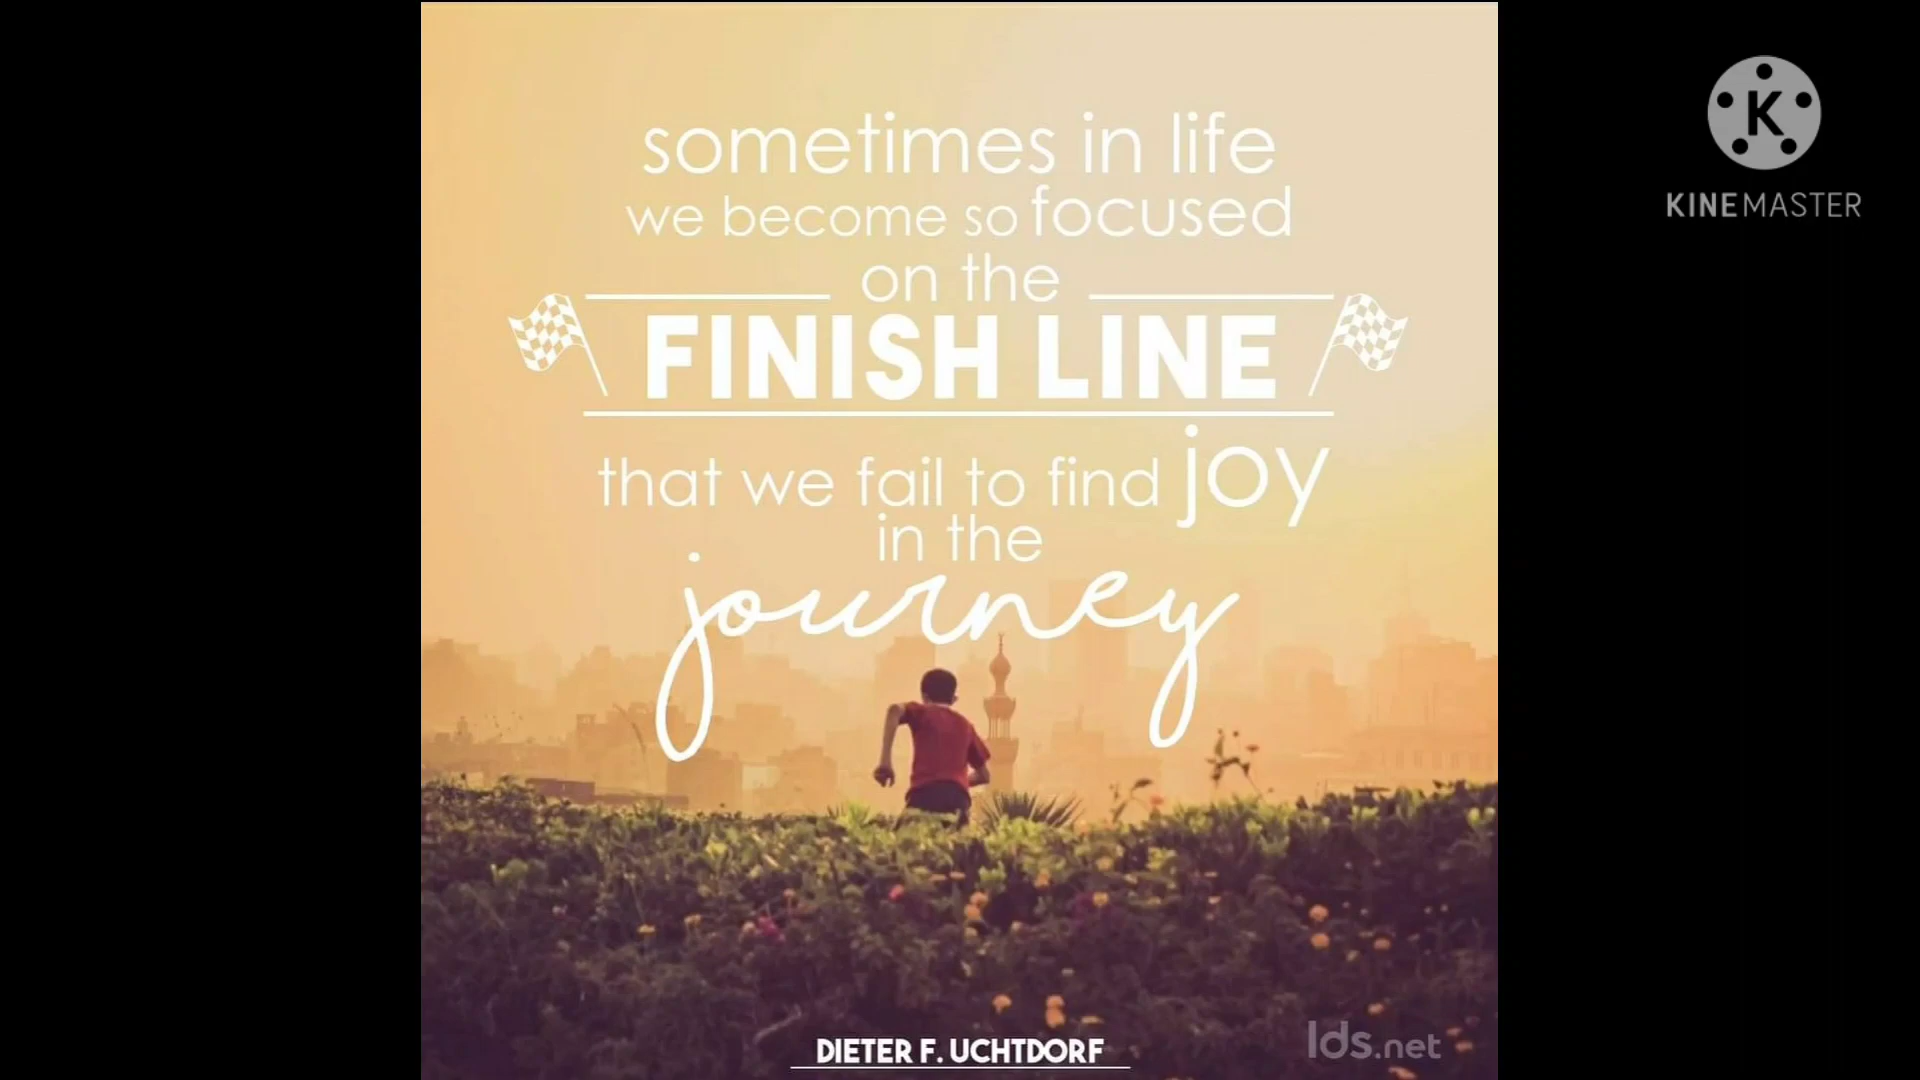 sometimes in life
we become so focused
on the
FINISH LINE
that we fail to find joy
in the
journey
DIETER F. UCHTDORF
lds.net
K
KINEMASTER